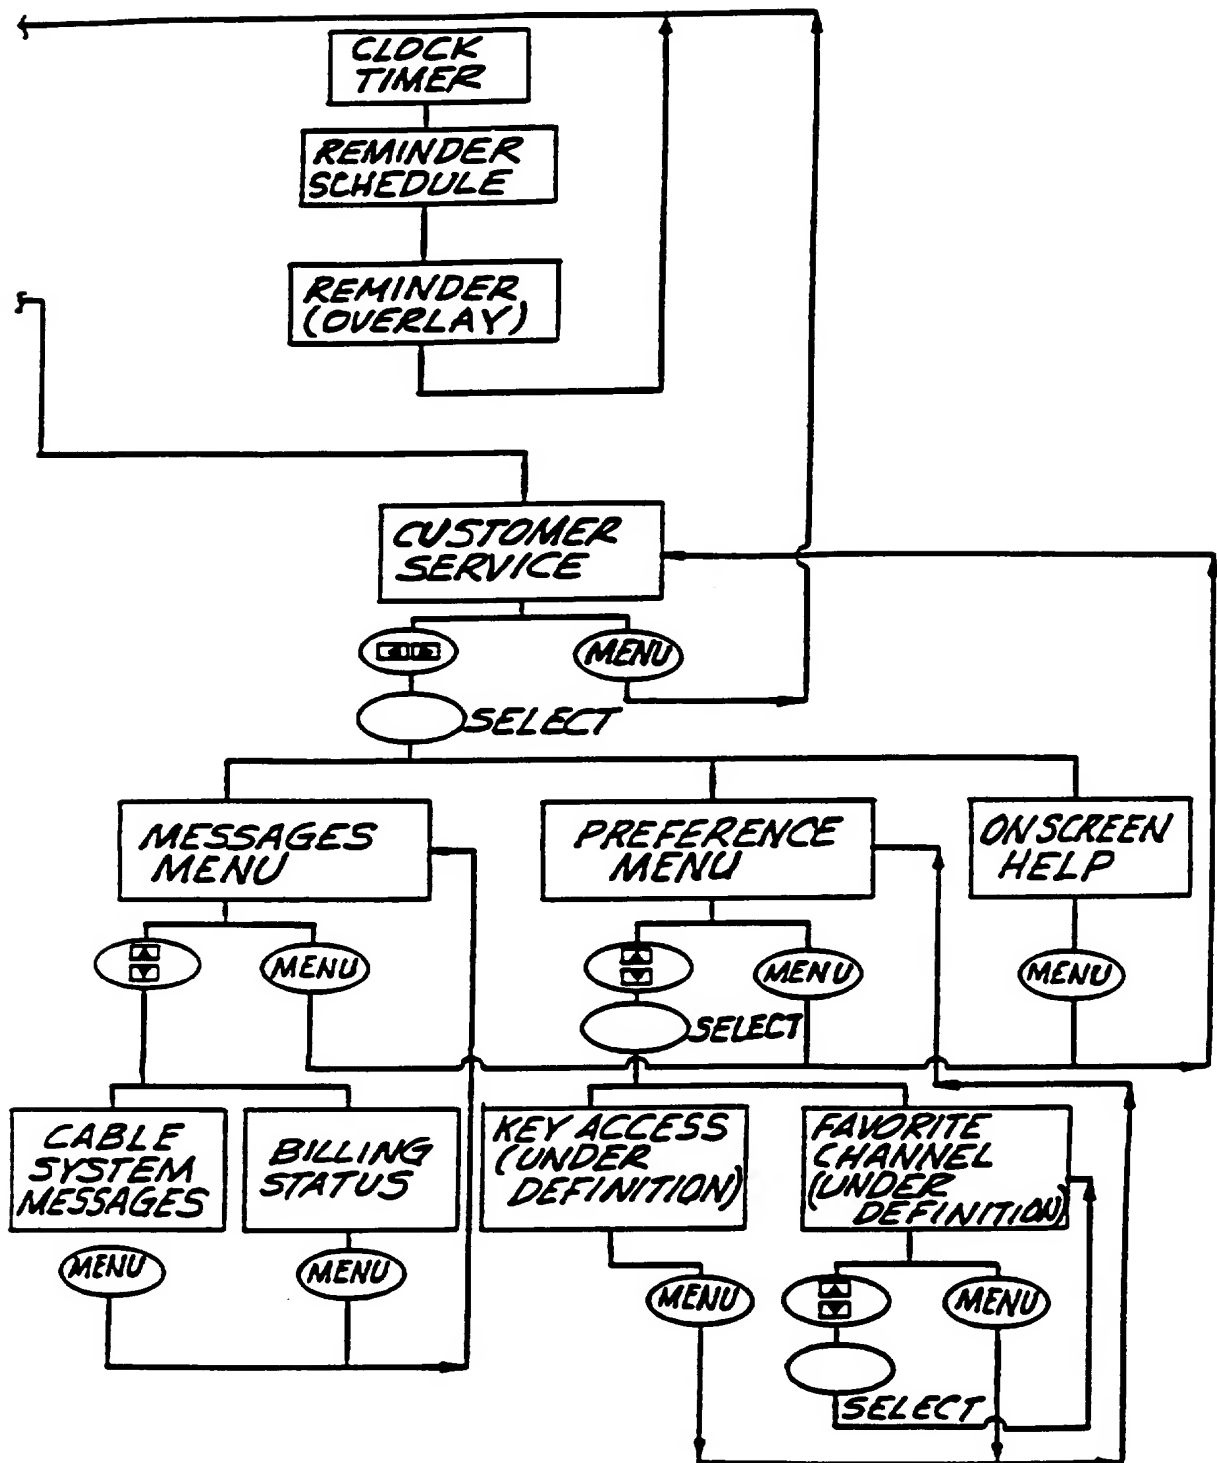 CLOCK
TIMER
REMINDER
SCHEDULE
REMINDER
(OVERLAY)
CUSTOMER
SERVICE
MENU
SELECT
MESSAGES
MENU
PREFERENCE
MENU
ON SCREEN
HELP
MENU
MENU
MENU
SELECT
CABLE
SYSTEM
MESSAGES
BILLING
STATUS
KEY ACCESS
(UNDER
DEFINITION)
FAVORITE
CHANNEL
(UNDER
DEFINITION)
MENU
MENU
MENU
MENU
SELECT